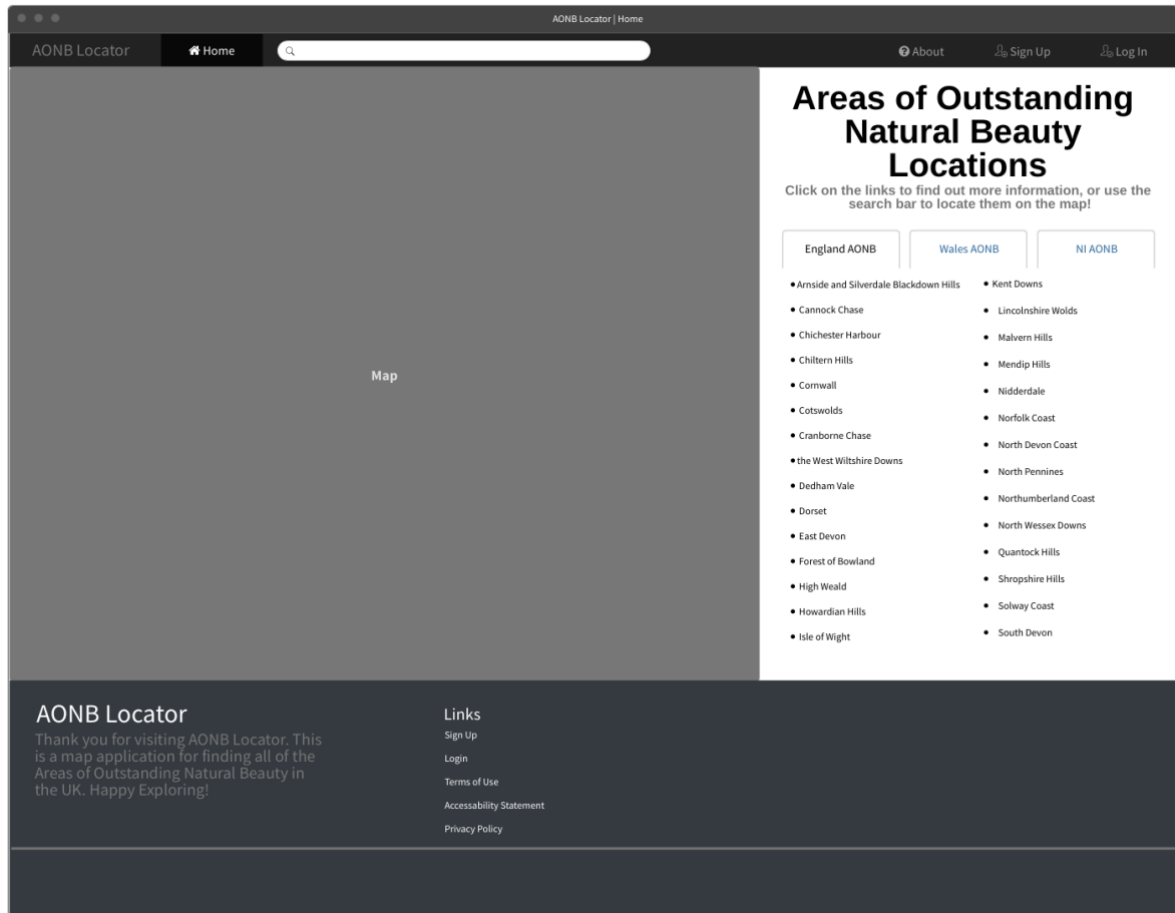 AONB Locator | Home
AONB Locator
Home
About
Sign Up
Log In
Map
Areas of Outstanding
Natural Beauty
Locations
Click on the links to find out more information, or use the
search bar to locate them on the map!
England AONB
Wales AONB
NI AONB
Arnside and Silverdale Blackdown Hills
Cannock Chase
Chichester Harbour
Chiltern Hills
Cornwall
Cotswolds
Cranborne Chase
the West Wiltshire Downs
Dedham Vale
Dorset
East Devon
Forest of Bowland
High Weald
Howardian Hills
Isle of Wight
Kent Downs
Lincolnshire Wolds
Malvern Hills
Mendip Hills
Nidderdale
Norfolk Coast
North Devon Coast
North Pennines
Northumberland Coast
North Wessex Downs
Quantock Hills
Shropshire Hills
Solway Coast
South Devon
AONB Locator
Thank you for visiting AONB Locator. This
is a map application for finding all of the
Areas of Outstanding Natural Beauty in
the UK. Happy Exploring!
Links
Sign Up
Login
Terms of Use
Accessability Statement
Privacy Policy